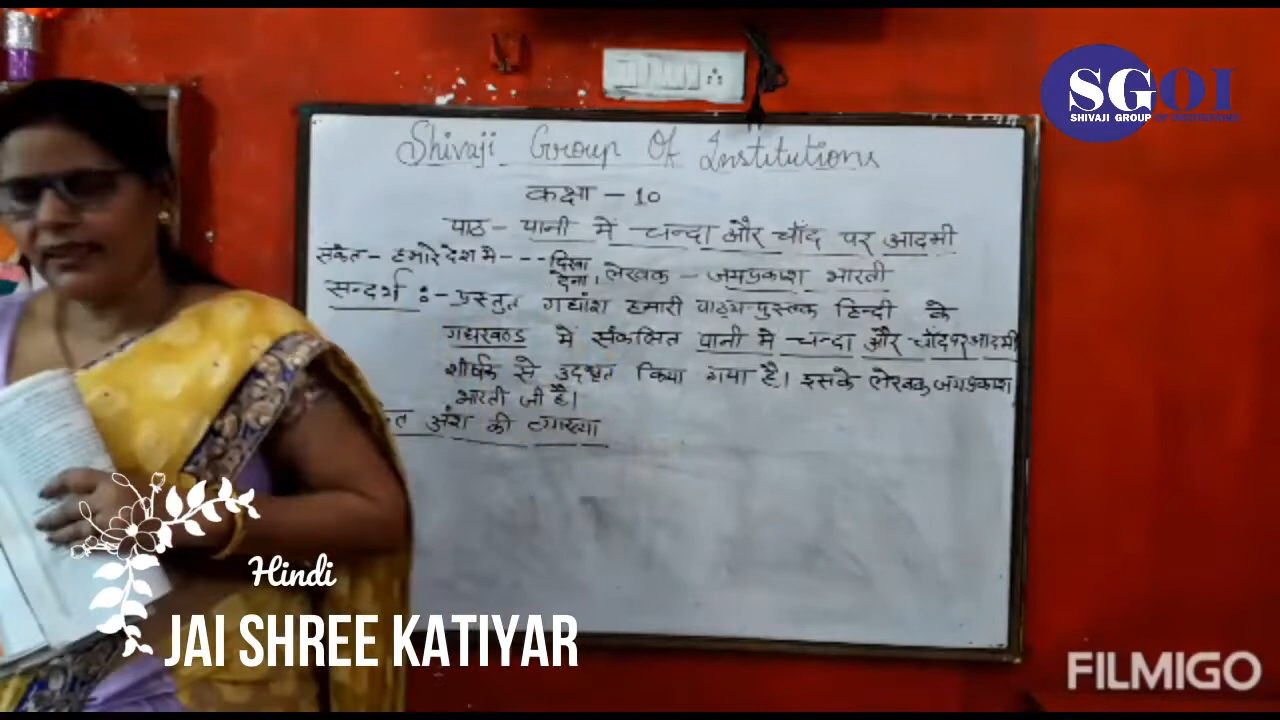 SGOI
SHIVAJI GROUP OF INSTITUTIONS
Shivaji Group Of Institutions
कक्षा - 10
पाठ - पानी में चन्दा और चाँद पर आदमी
संकेत - हमारे देश मे - - - दिखा देना। लेखक - जयप्रकाश भारती
सन्दर्भ :- प्रस्तुत गद्यांश हमारी पाठ्य-पुस्तक हिन्दी के
गद्यखण्ड में संकलित पानी मे चन्दा और चाँद पर आदमी
शीर्षक से उद्धृत किया गया है। इसके लेखक जयप्रकाश
भारती जी है।
अंश की व्याख्या
Hindi
JAI SHREE KATIYAR
FILMIGO